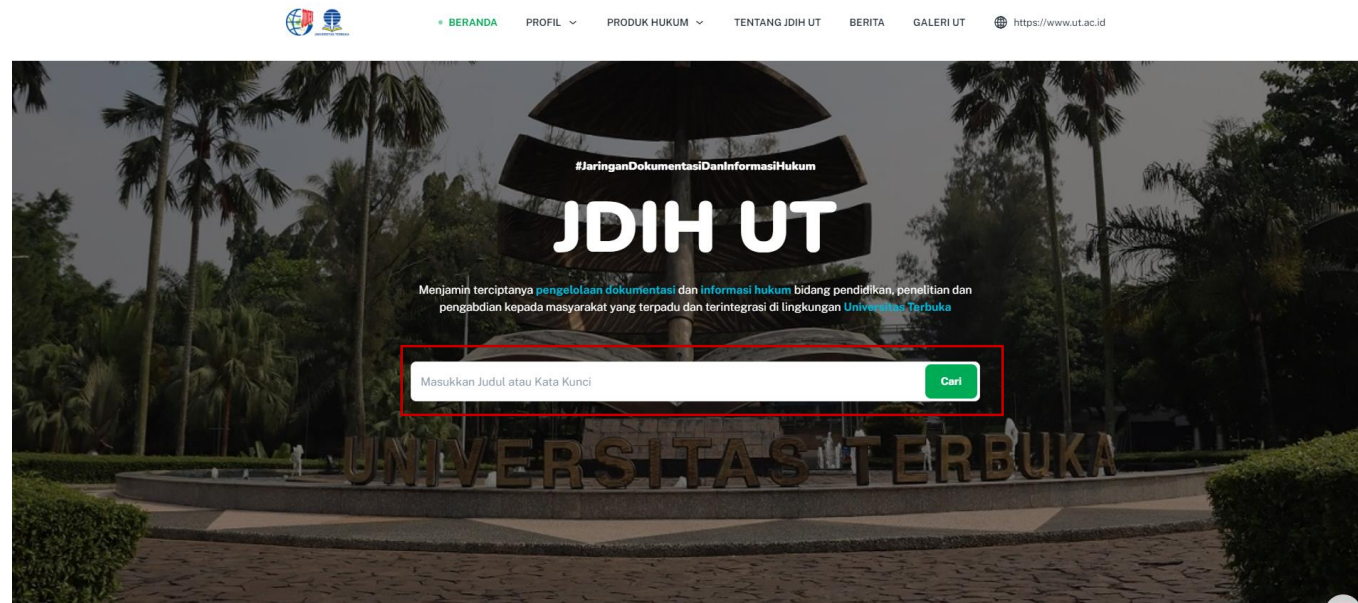 UNIVERSITAS TERBUKA
BERANDA PROFIL PRODUK HUKUM TENTANG JDIH UT BERITA GALERI UT https://www.ut.ac.id
#JaringanDokumentasiDanInformasiHukum
JDIH UT
Menjamin terciptanya pengelolaan dokumentasi dan informasi hukum bidang pendidikan, penelitian dan
pengabdian kepada masyarakat yang terpadu dan terintegrasi di lingkungan Universitas Terbuka
Masukkan Judul atau Kata Kunci Cari
UNIVERSITAS TERBUKA